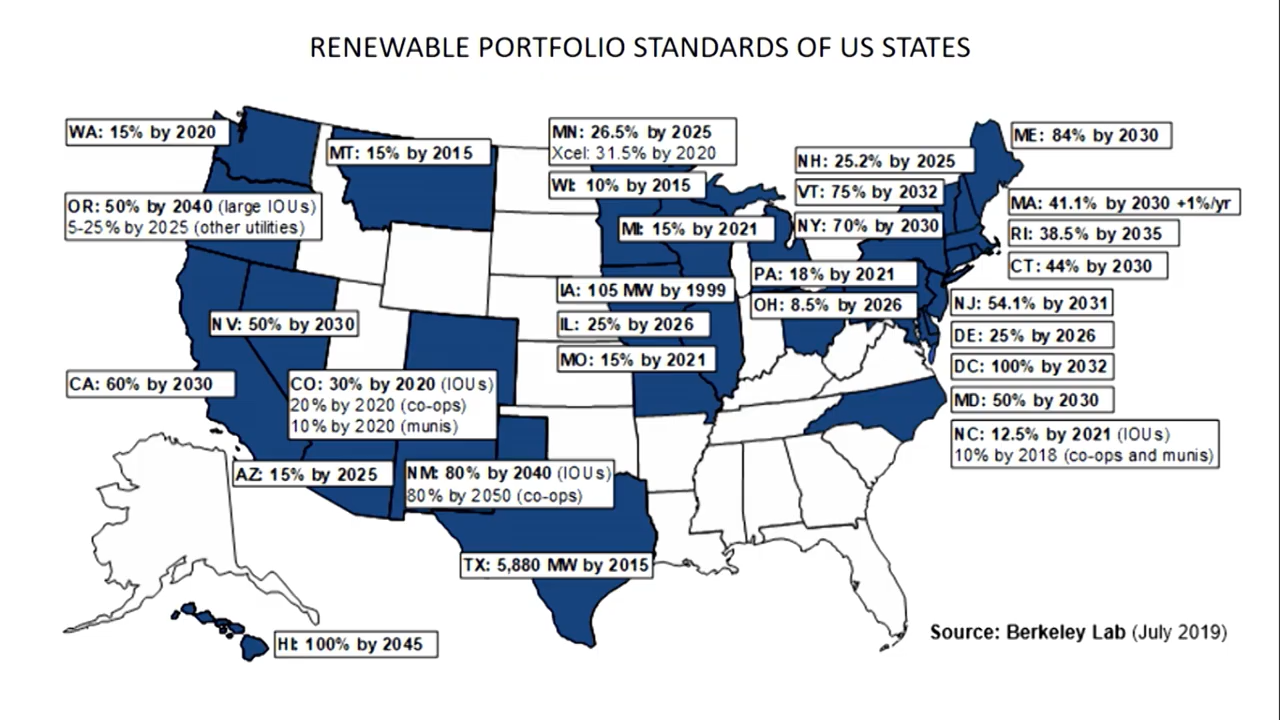 RENEWABLE PORTFOLIO STANDARDS OF US STATES
WA: 15% by 2020
MT: 15% by 2015
MN: 26.5% by 2025
Xcel: 31.5% by 2020
WI: 10% by 2015
MI: 15% by 2021
NH: 25.2% by 2025
VT: 75% by 2032
NY: 70% by 2030
ME: 84% by 2030
MA: 41.1% by 2030 +1%/yr
RI: 38.5% by 2035
CT: 44% by 2030
OR: 50% by 2040 (large IOUs)
5-25% by 2025 (other utilities)
PA: 18% by 2021
OH: 8.5% by 2026
IA: 105 MW by 1999
IL: 25% by 2026
MO: 15% by 2021
NJ: 54.1% by 2031
DE: 25% by 2026
DC: 100% by 2032
MD: 50% by 2030
NC: 12.5% by 2021 (IOUs)
10% by 2018 (co-ops and munis)
NV: 50% by 2030
CA: 60% by 2030
CO: 30% by 2020 (IOUs)
20% by 2020 (co-ops)
10% by 2020 (munis)
AZ: 15% by 2025
NM: 80% by 2040 (IOUs)
80% by 2050 (co-ops)
TX: 5,880 MW by 2015
HI: 100% by 2045
Source: Berkeley Lab (July 2019)